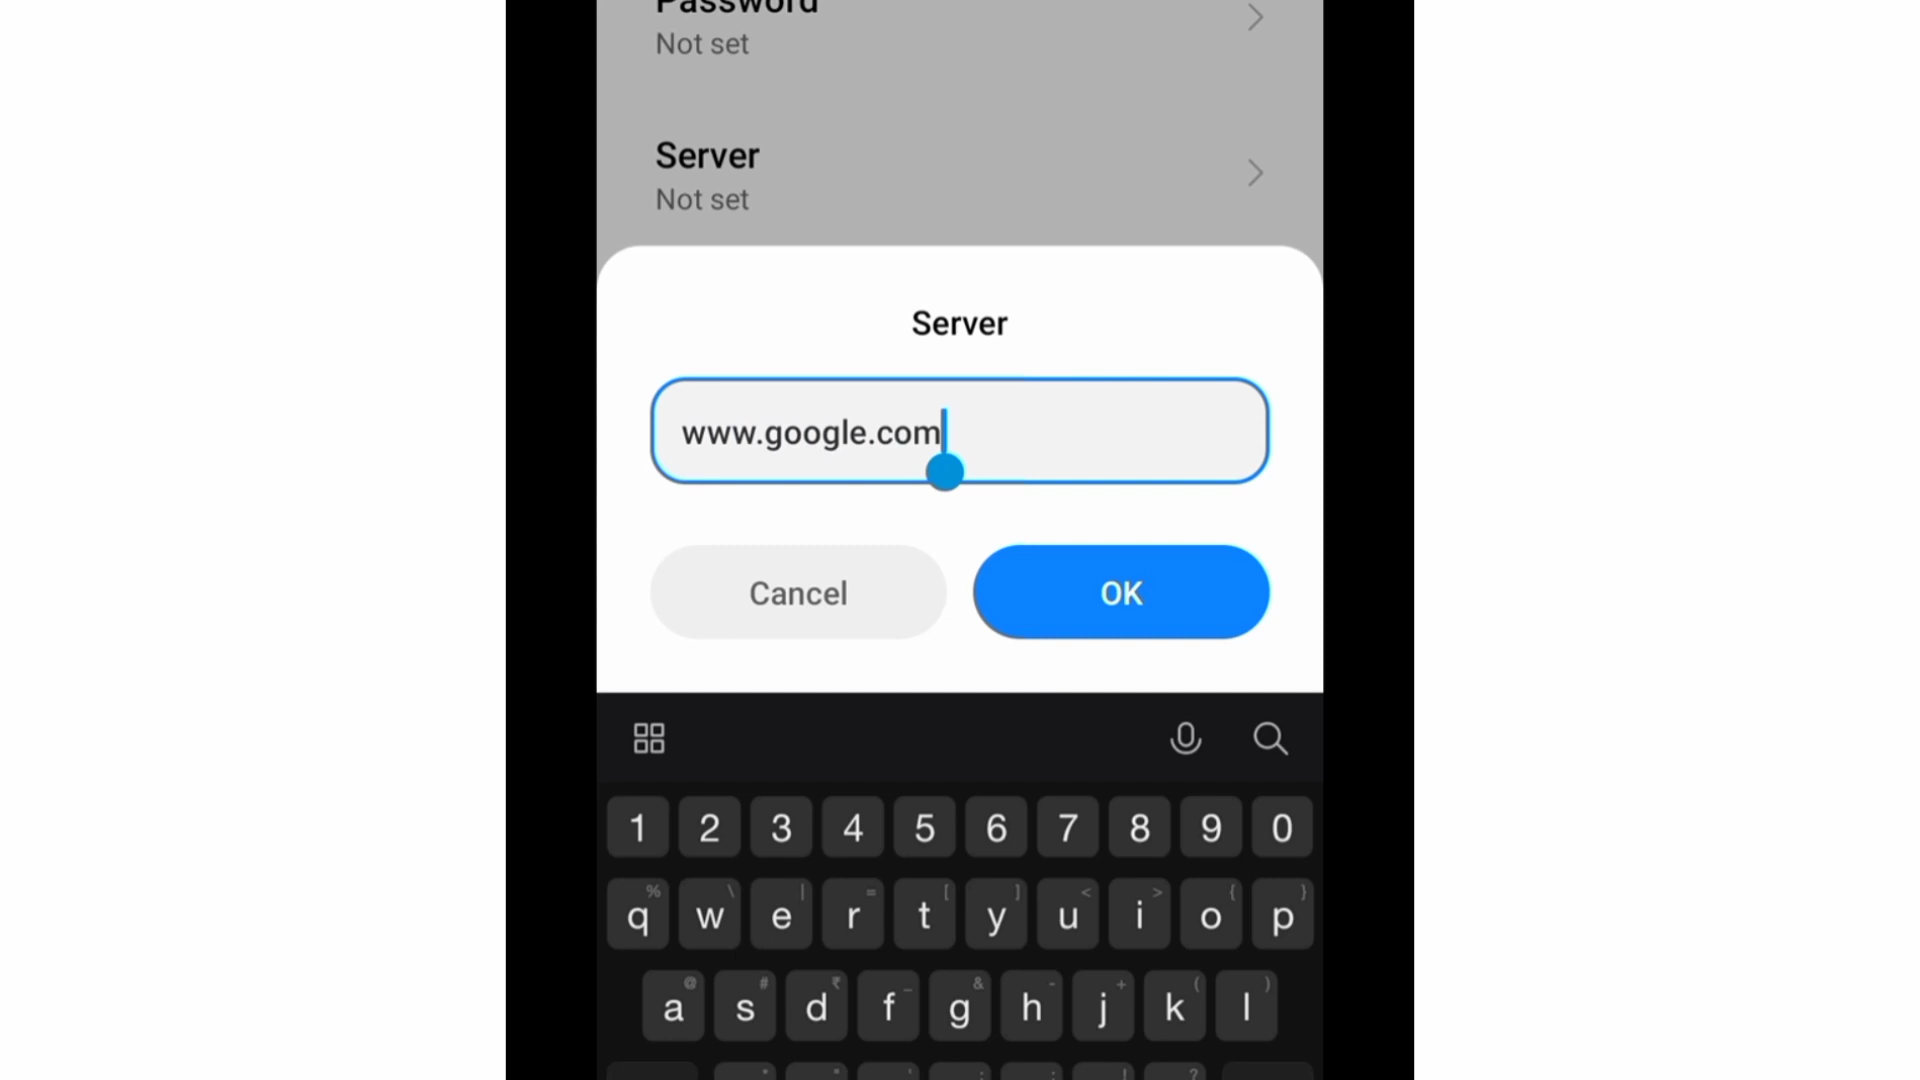 Password
Not set
Server
Not set
Server
www.google.com
Cancel
OK
1 2 3 4 5 6 7 8 9 0
% \ | = [ ] < > { }
q w e r t y u i o p
@ # ₹ _ & - + ( )
a s d f g h j k l
! ?